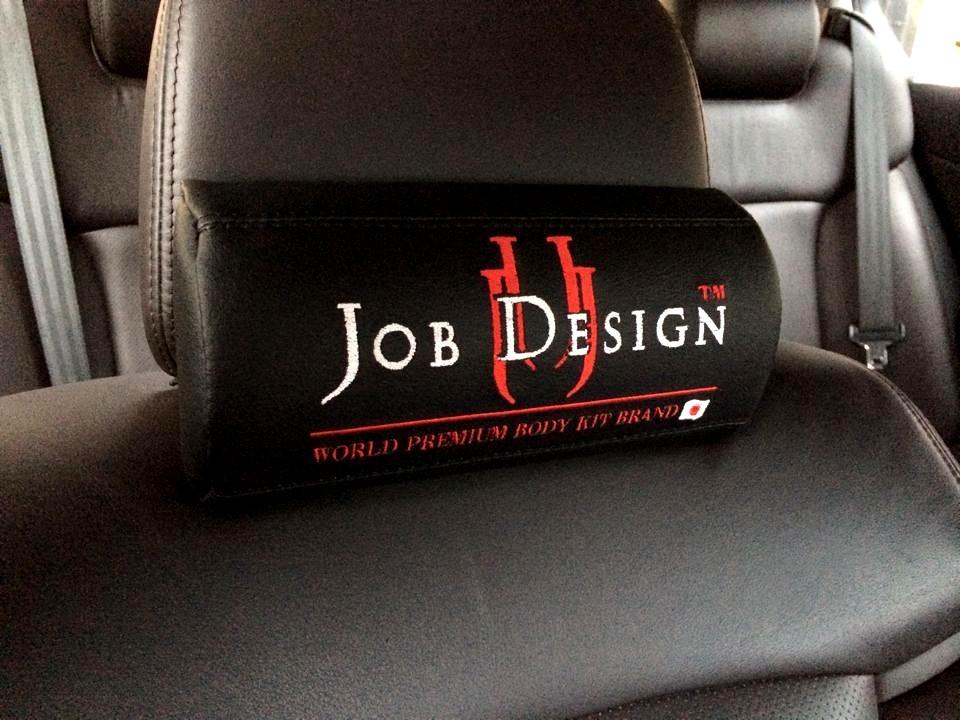 JOB DESIGN™
WORLD PREMIUM BODY KIT BRAND